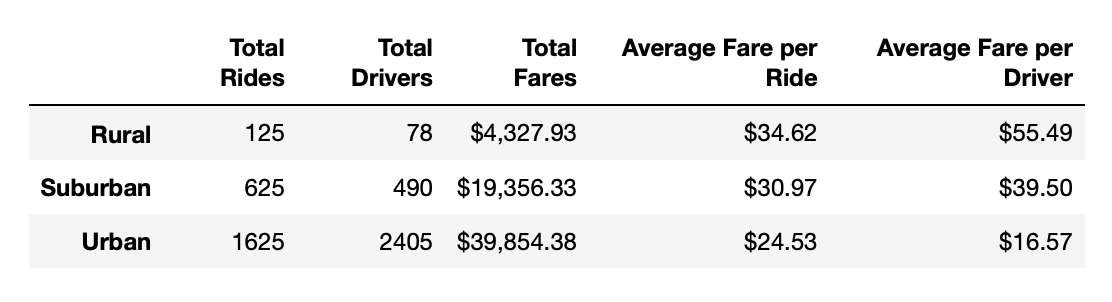 Total Rides Total Drivers Total Fares Average Fare per Ride Average Fare per Driver
Rural 125 78 $4,327.93 $34.62 $55.49
Suburban 625 490 $19,356.33 $30.97 $39.50
Urban 1625 2405 $39,854.38 $24.53 $16.57